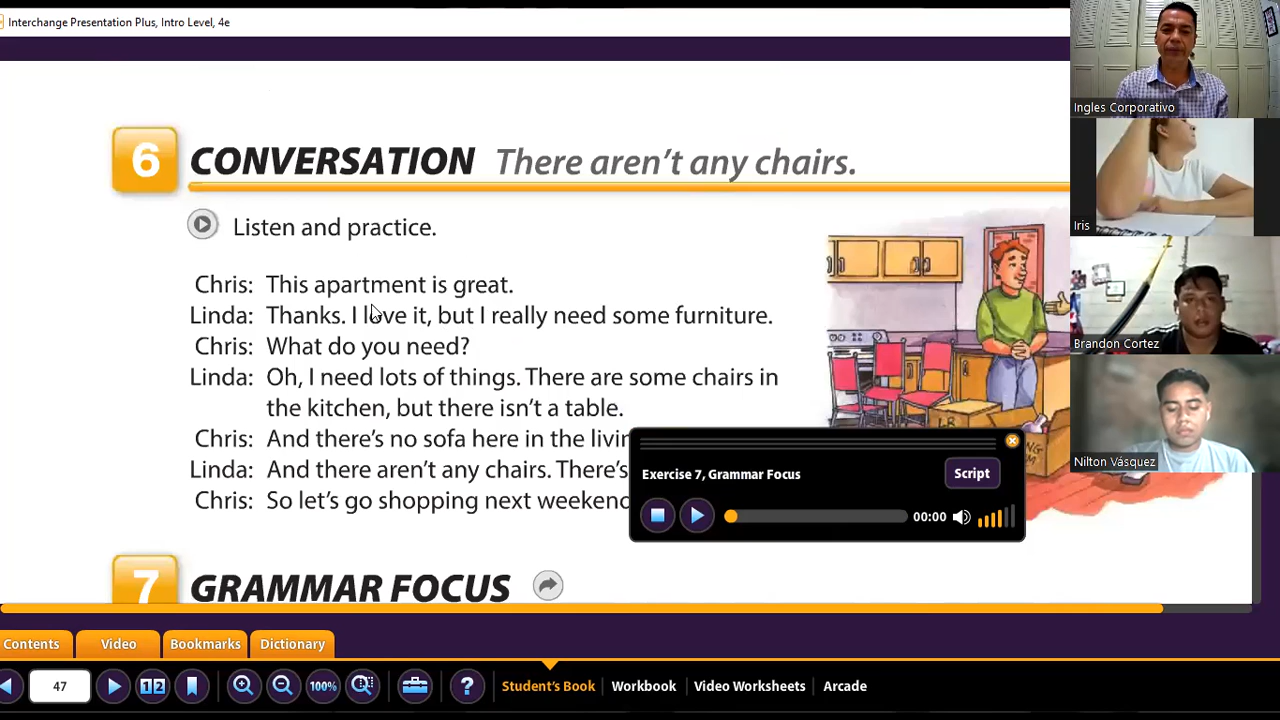 Interchange Presentation Plus, Intro Level, 4e
6 CONVERSATION There aren't any chairs.
Listen and practice.
Chris: This apartment is great.
Linda: Thanks. I love it, but I really need some furniture.
Chris: What do you need?
Linda: Oh, I need lots of things. There are some chairs in
the kitchen, but there isn't a table.
Chris: And there's no sofa here in the
Linda: And there aren't any chairs. There's
Chris: So let's go shopping next weekend
Exercise 7, Grammar Focus
Script
00:00
7 GRAMMAR FOCUS
Contents Video Bookmarks Dictionary
47 12 100% ? Student's Book Workbook Video Worksheets Arcade
Ingles Corporativo
Iris
Brandon Cortez
Nilton Vásquez